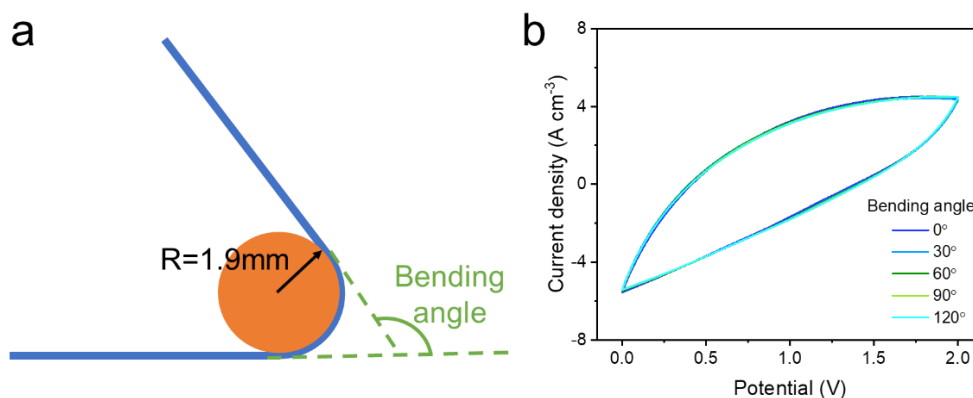 a
R=1.9mm
Bending
angle
b
Current density (A cm⁻³)
8
4
0
-4
-8
0.0 0.5 1.0 1.5 2.0
Potential (V)
Bending angle
0°
30°
60°
90°
120°